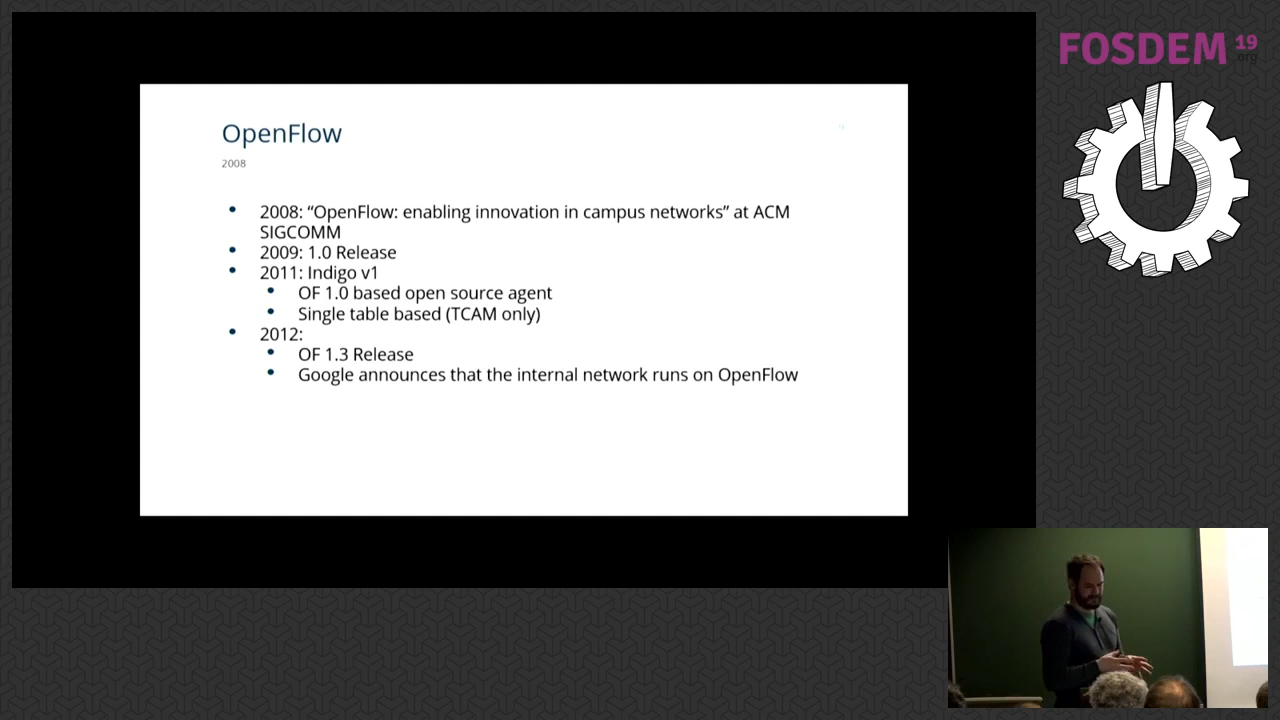 FOSDEM 19
.org
OpenFlow
2008
• 2008: “OpenFlow: enabling innovation in campus networks” at ACM
SIGCOMM
• 2009: 1.0 Release
• 2011: Indigo v1
• OF 1.0 based open source agent
• Single table based (TCAM only)
• 2012:
• OF 1.3 Release
• Google announces that the internal network runs on OpenFlow